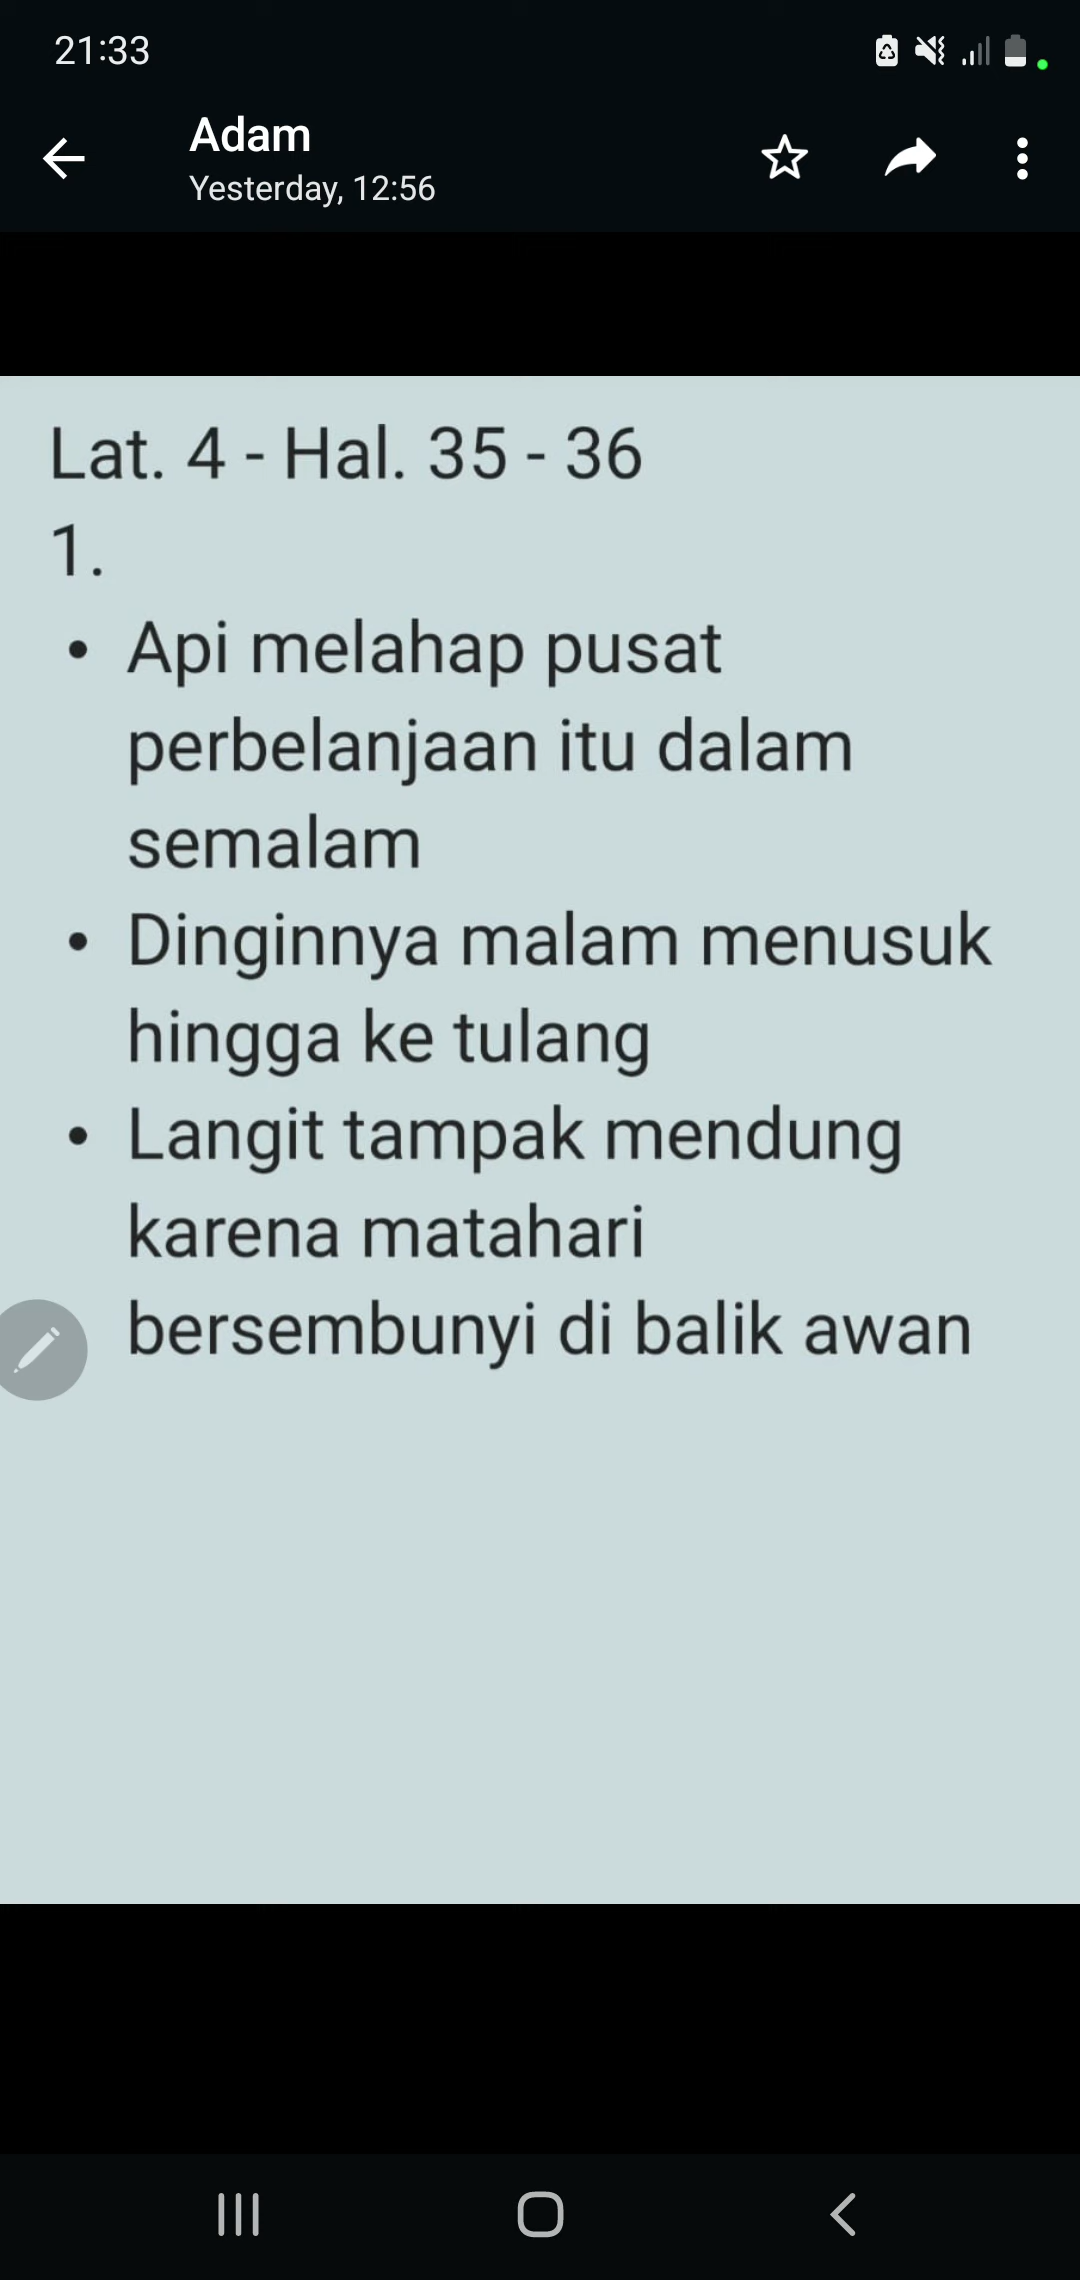 21:33
Adam
Yesterday, 12:56
Lat. 4 - Hal. 35 - 36
1.
• Api melahap pusat
perbelanjaan itu dalam
semalam
• Dinginnya malam menusuk
hingga ke tulang
• Langit tampak mendung
karena matahari
bersembunyi di balik awan